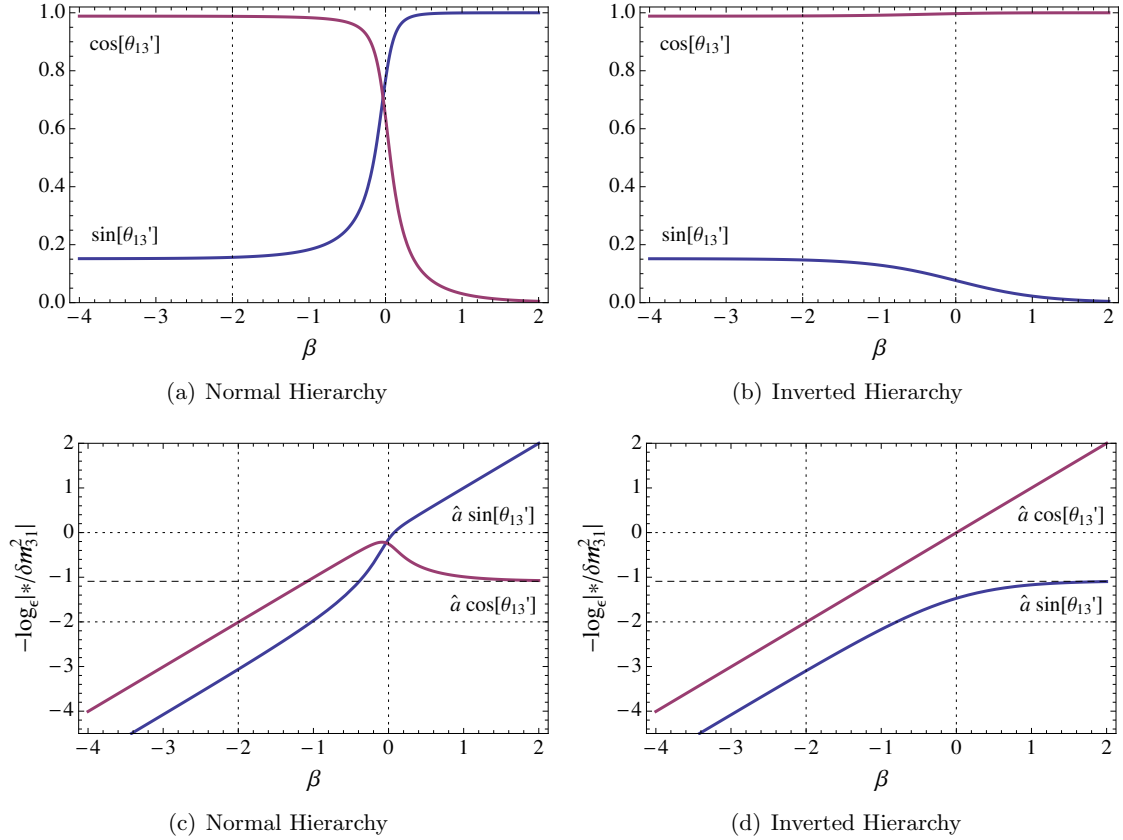 1.0
0.8
0.6
0.4
0.2
0.0
cos[θ13′]
sin[θ13′]
−4 −3 −2 −1 0 1 2
β
(a) Normal Hierarchy
1.0
0.8
0.6
0.4
0.2
0.0
cos[θ13′]
sin[θ13′]
−4 −3 −2 −1 0 1 2
β
(b) Inverted Hierarchy
−logϵ|*/δm²31|
2
1
0
−1
−2
−3
−4
â sin[θ13′]
â cos[θ13′]
−4 −3 −2 −1 0 1 2
β
(c) Normal Hierarchy
−logϵ|*/δm²31|
2
1
0
−1
−2
−3
−4
â cos[θ13′]
â sin[θ13′]
−4 −3 −2 −1 0 1 2
β
(d) Inverted Hierarchy